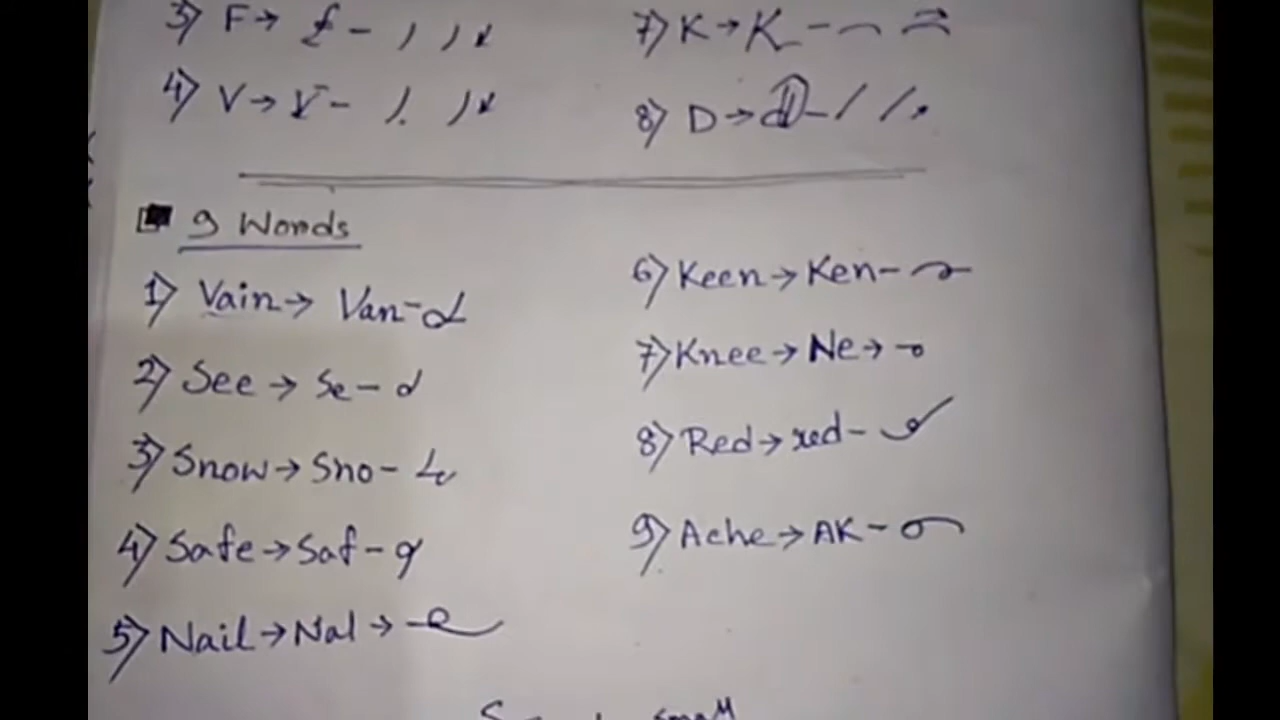 3) F → f -
4) V → V -
7) K → K -
8) D → d -
9 Words
1) Vain → Van -
2) See → Se -
3) Snow → Sno -
4) Safe → Saf -
5) Nail → Nal →
6) Keen → Ken -
7) Knee → Ne →
8) Red → red -
9) Ache → AK -